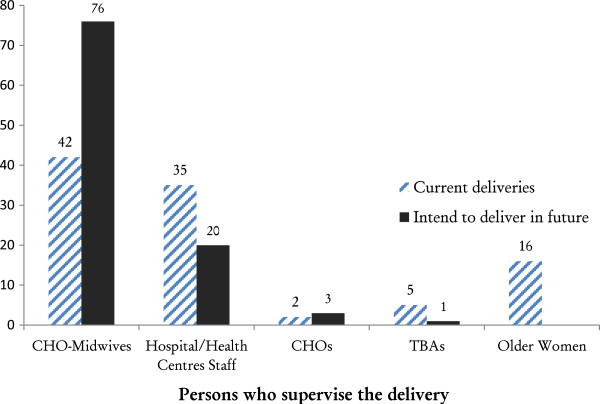 80
70
60
50
40
30
20
10
0
76
42
35
20
2
3
5
1
16
Current deliveries
Intend to deliver in future
CHO-Midwives
Hospital/Health
Centres Staff
CHOs
TBAs
Older Women
Persons who supervise the delivery